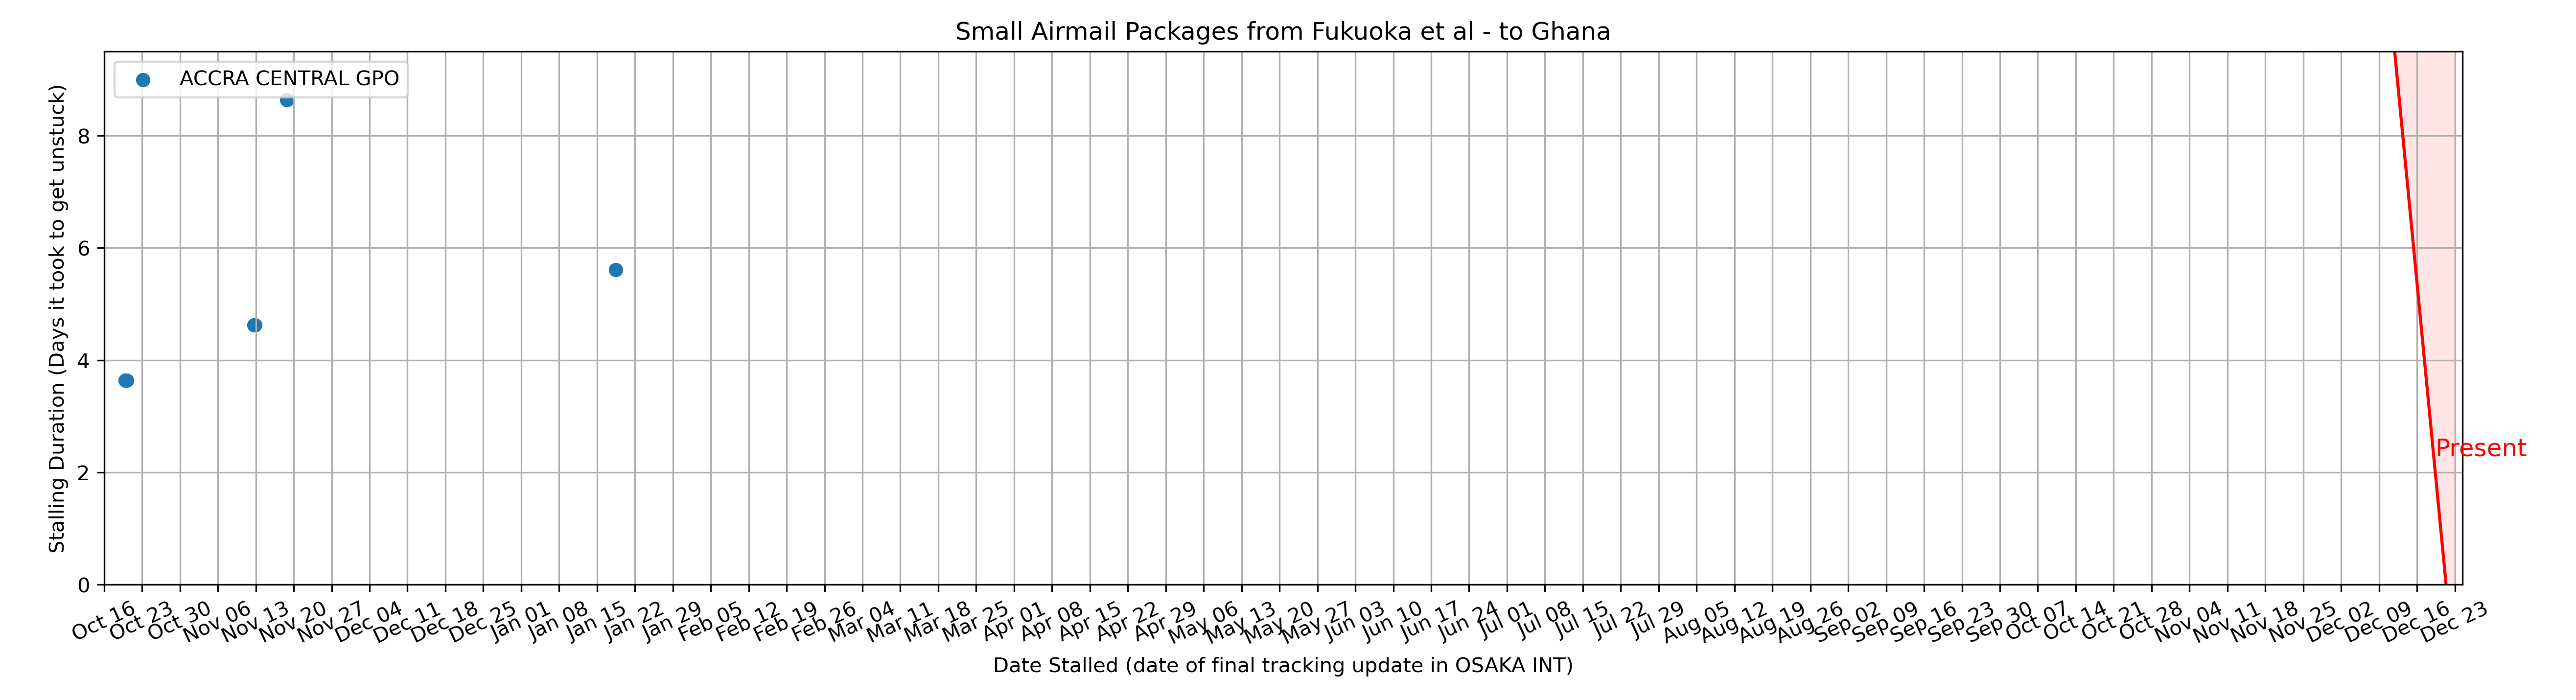 Small Airmail Packages from Fukuoka et al - to Ghana
ACCRA CENTRAL GPO
Stalling Duration (Days it took to get unstuck)
8
6
4
2
0
Present
Oct 16
Oct 23
Oct 30
Nov 06
Nov 13
Nov 20
Nov 27
Dec 04
Dec 11
Dec 18
Dec 25
Jan 01
Jan 08
Jan 15
Jan 22
Jan 29
Feb 05
Feb 12
Feb 19
Feb 26
Mar 04
Mar 11
Mar 18
Mar 25
Apr 01
Apr 08
Apr 15
Apr 22
Apr 29
May 06
May 13
May 20
May 27
Jun 03
Jun 10
Jun 17
Jun 24
Jul 01
Jul 08
Jul 15
Jul 22
Jul 29
Aug 05
Aug 12
Aug 19
Aug 26
Sep 02
Sep 09
Sep 16
Sep 23
Sep 30
Oct 07
Oct 14
Oct 21
Oct 28
Nov 04
Nov 11
Nov 18
Nov 25
Dec 02
Dec 09
Dec 16
Dec 23
Date Stalled (date of final tracking update in OSAKA INT)